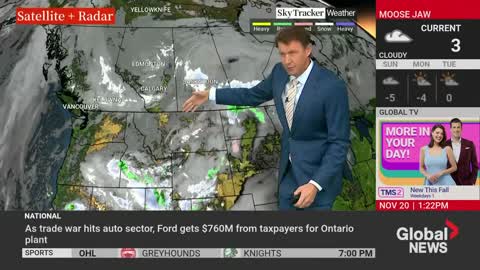 Satellite + Radar
YELLOWKNIFE
SkyTracker Weather
Heavy
Snow
Heavy
EDMONTON
CALGARY
VANCOUVER
MOOSE JAW
CURRENT
3
CLOUDY
SUN MON TUE
-5 -4 0
GLOBAL TV
MORE IN
YOUR
DAY!
TMS2
New This Fall
Weekdays 1
NOV 20 | 1:22PM
NATIONAL
As trade war hits auto sector, Ford gets $760M from taxpayers for Ontario
plant
Global
NEWS
SPORTS OHL GREYHOUNDS KNIGHTS 7:00 PM